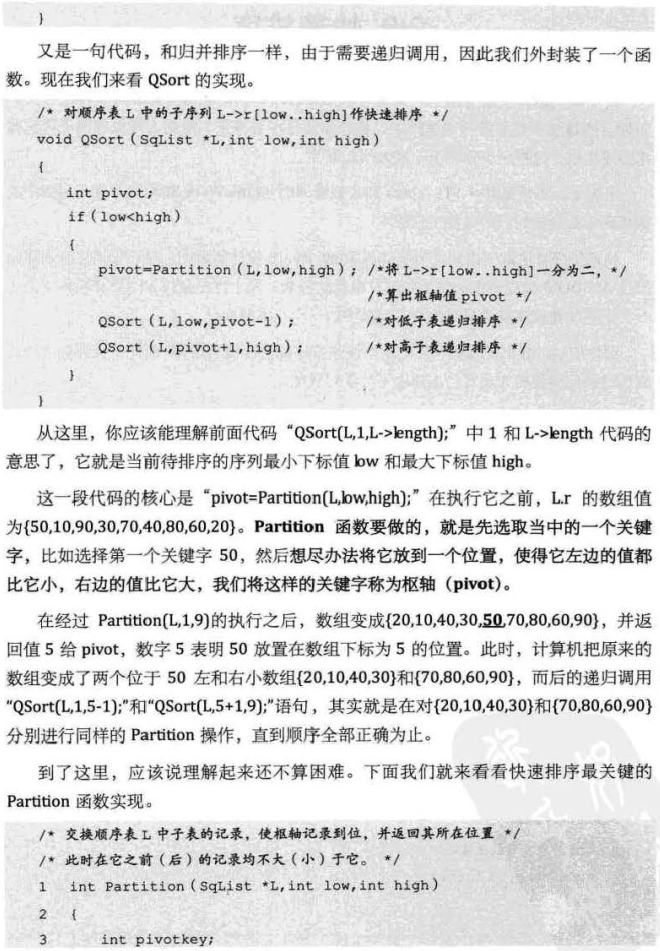 }
又是一句代码，和归并排序一样，由于需要递归调用，因此我们外封装了一个函
数。现在我们来看 QSort 的实现。
/* 对顺序表 L 中的子序列 L->r[low..high]作快速排序 */
void QSort(SqList *L,int low,int high)
{
int pivot;
if(low<high)
{
pivot=Partition(L,low,high); /*将 L->r[low..high]一分为二，*/
/*算出枢轴值 pivot */
QSort(L,low,pivot-1); /*对低子表递归排序 */
QSort(L,pivot+1,high); /*对高子表递归排序 */
}
}
从这里，你应该能理解前面代码“QSort(L,1,L->length);”中 1 和 L->length 代码的
意思了，它就是当前待排序的序列最小下标值 low 和最大下标值 high。
这一段代码的核心是“pivot=Partition(L,low,high);”在执行它之前，L.r 的数组值
为{50,10,90,30,70,40,80,60,20}。Partition 函数要做的，就是先选取当中的一个关键
字，比如选择第一个关键字 50，然后想尽办法将它放到一个位置，使得它左边的值都
比它小，右边的值比它大，我们将这样的关键字称为枢轴（pivot）。
在经过 Partition(L,1,9)的执行之后，数组变成{20,10,40,30,50,70,80,60,90}，并返
回值 5 给 pivot，数字 5 表明 50 放置在数组下标为 5 的位置。此时，计算机把原来的
数组变成了两个位于 50 左和右小数组{20,10,40,30}和{70,80,60,90}，而后的递归调用
“QSort(L,1,5-1);”和“QSort(L,5+1,9);”语句，其实就是在对{20,10,40,30}和{70,80,60,90}
分别进行同样的 Partition 操作，直到顺序全部正确为止。
到了这里，应该说理解起来还不算困难。下面我们就来看看快速排序最关键的
Partition 函数实现。
/* 交换顺序表 L 中子表的记录，使枢轴记录到位，并返回其所在位置 */
/* 此时在它之前（后）的记录均不大（小）于它。 */
1 int Partition(SqList *L,int low,int high)
2 {
3 int pivotkey;